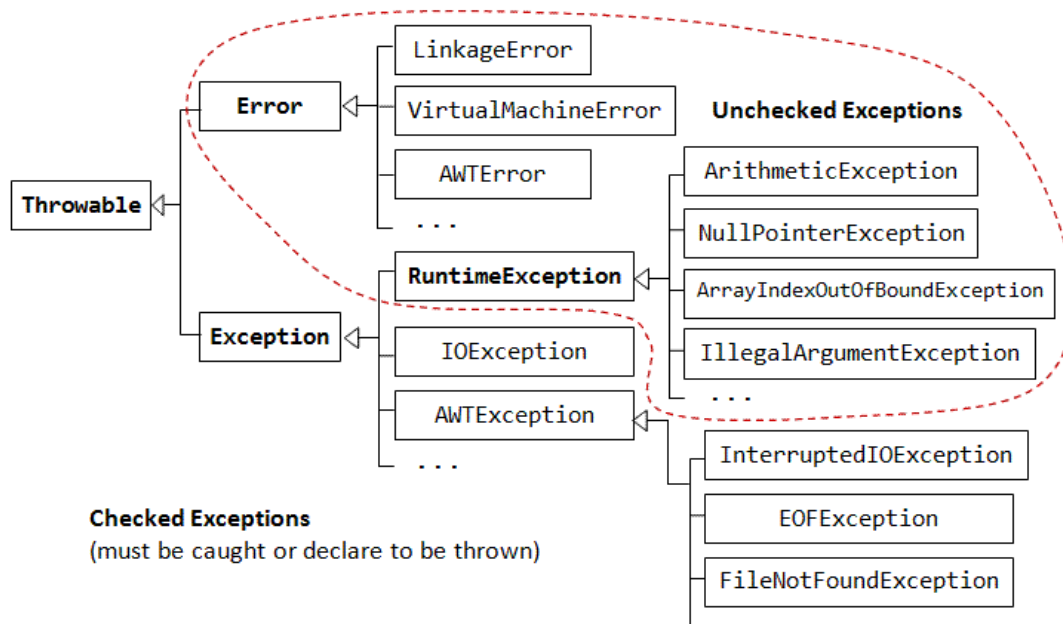 LinkageError
Error
VirtualMachineError
Unchecked Exceptions
AWTError
ArithmeticException
Throwable
. . .
NullPointerException
RuntimeException
ArrayIndexOutOfBoundException
Exception
IOException
IllegalArgumentException
AWTException
. . .
. . .
InterruptedIOException
Checked Exceptions
(must be caught or declare to be thrown)
EOFException
FileNotFoundException